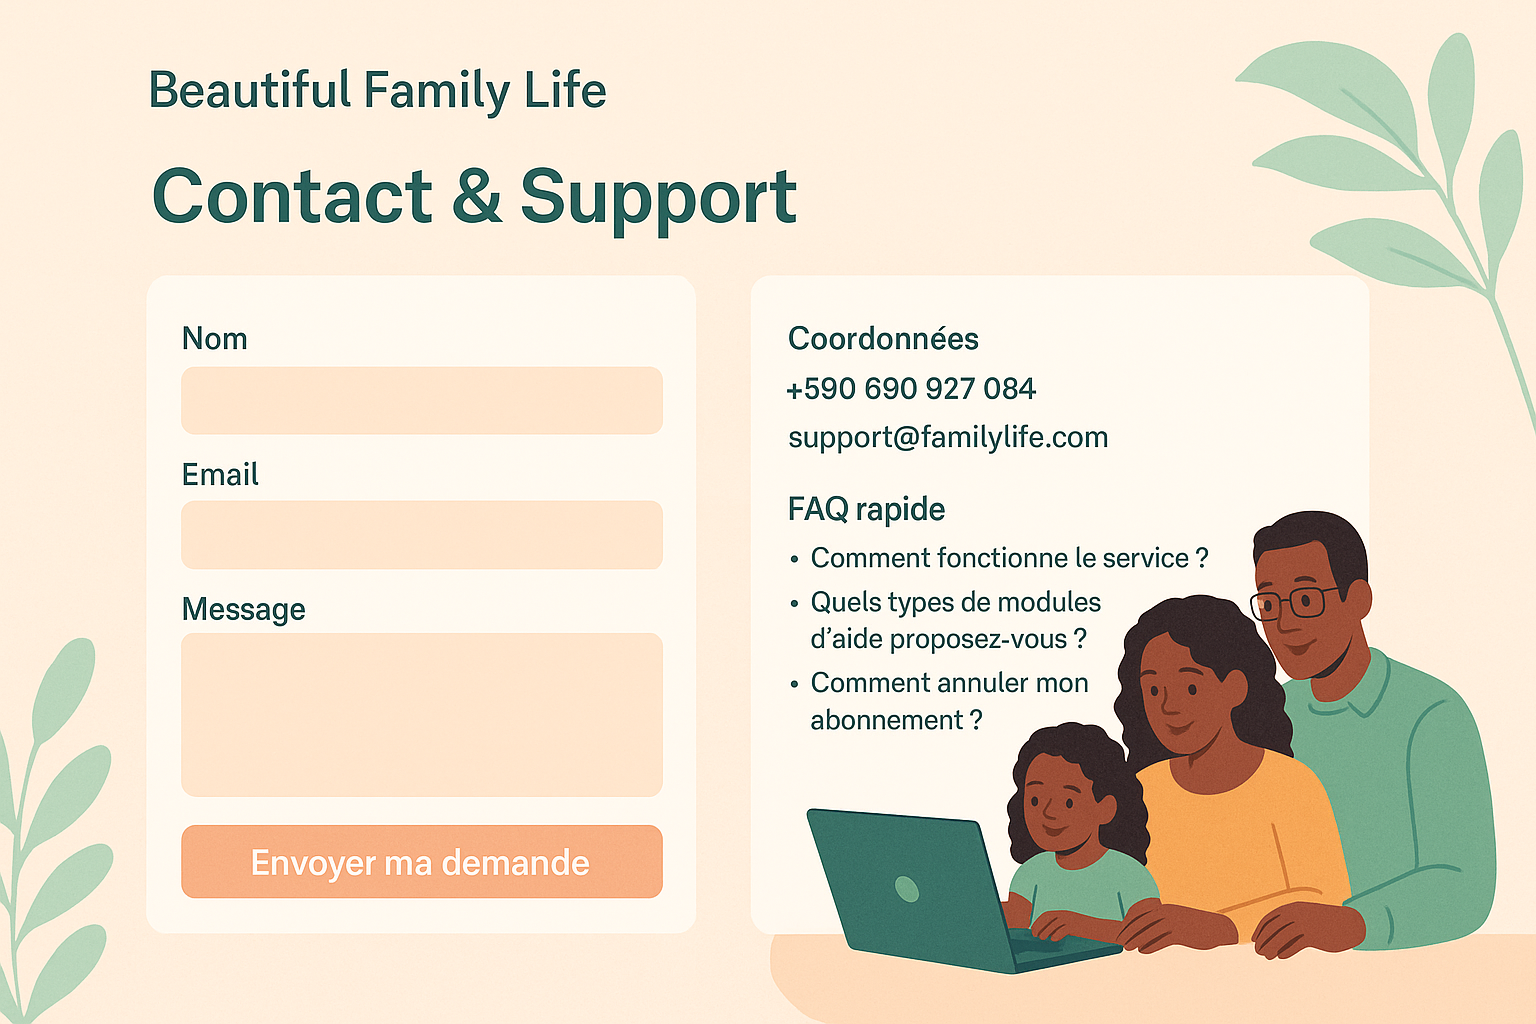 Beautiful Family Life
Contact & Support
Nom
Email
Message
Envoyer ma demande
Coordonnées
+590 690 927 084
support@familylife.com
FAQ rapide
• Comment fonctionne le service ?
• Quels types de modules
d’aide proposez-vous ?
• Comment annuler mon
abonnement ?